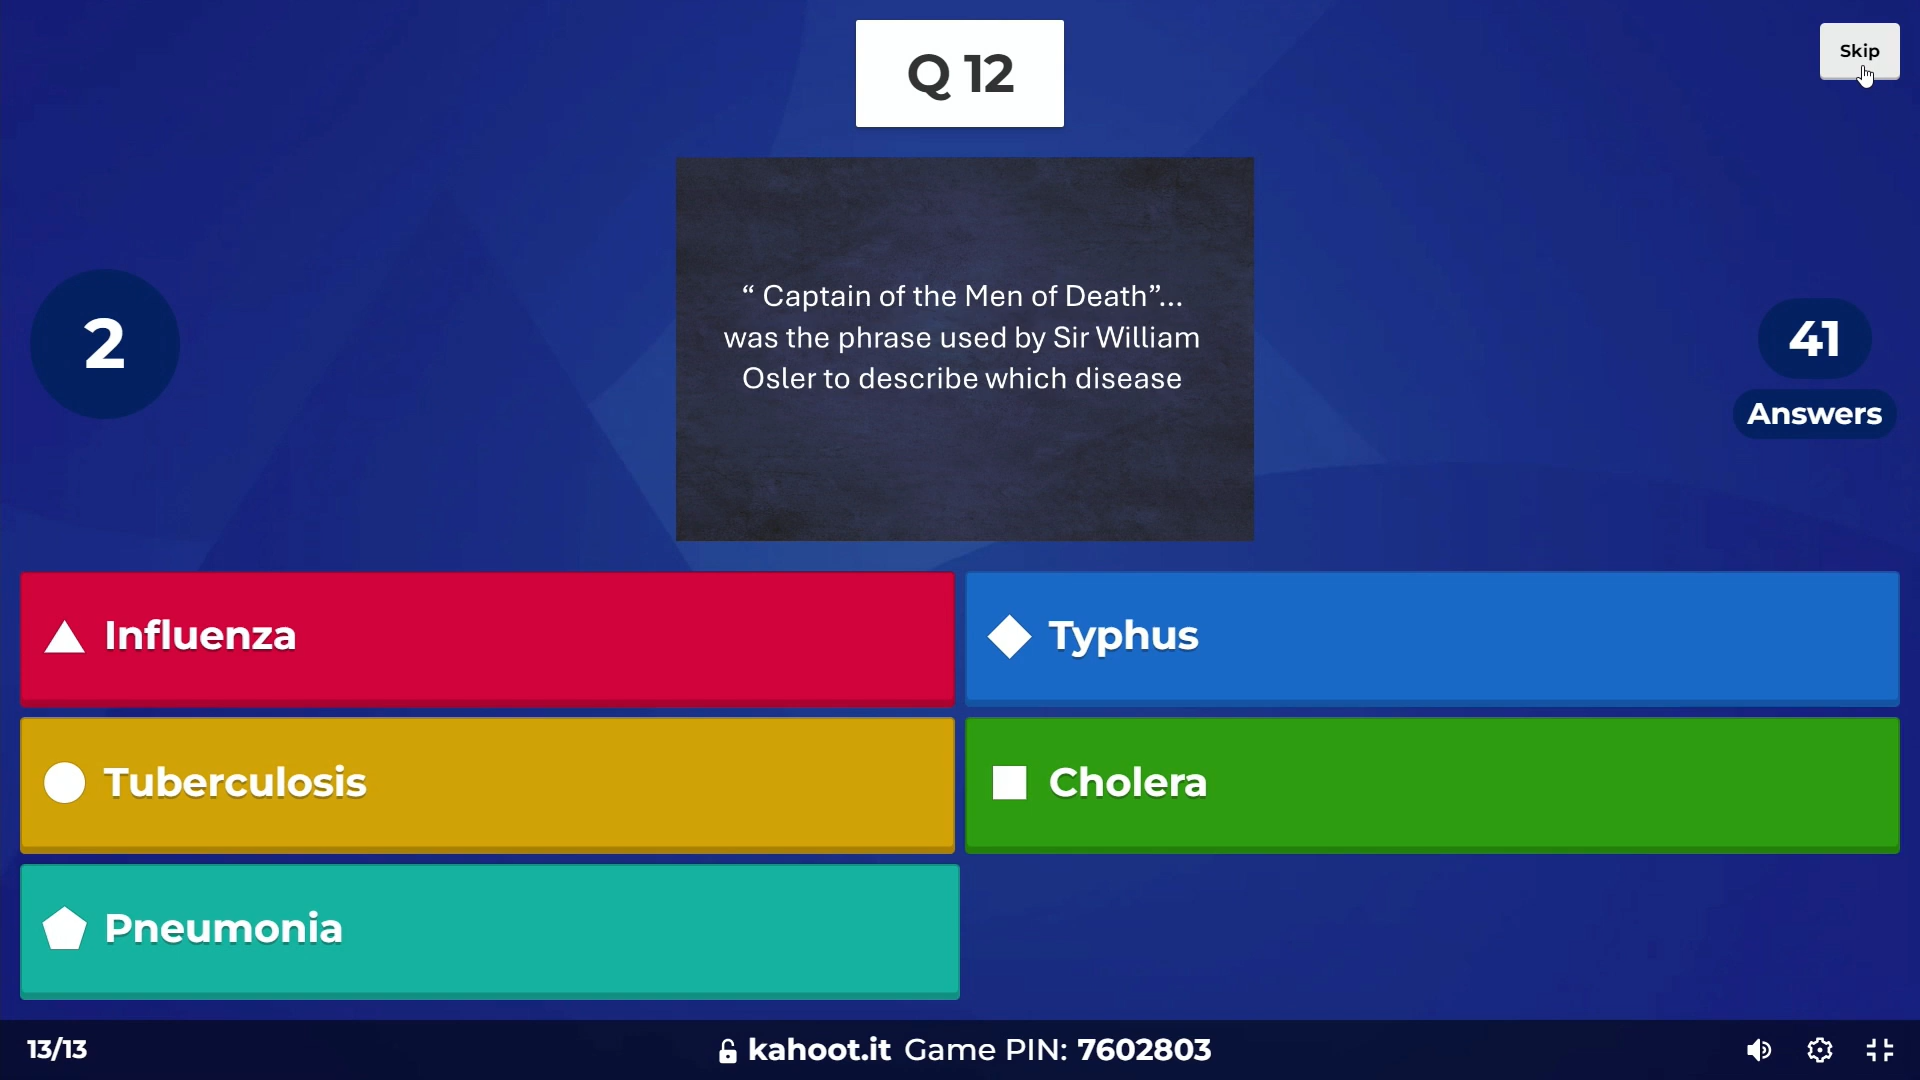 Q 12
Skip
“ Captain of the Men of Death”...
was the phrase used by Sir William
Osler to describe which disease
2
41
Answers
Influenza
Typhus
Tuberculosis
Cholera
Pneumonia
13/13
kahoot.it Game PIN: 7602803